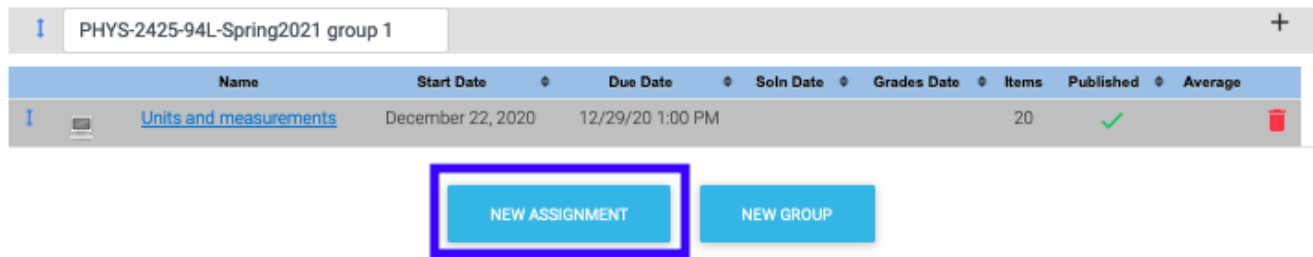 PHYS-2425-94L-Spring2021 group 1
Name Start Date Due Date Soln Date Grades Date Items Published Average
Units and measurements December 22, 2020 12/29/20 1:00 PM 20
NEW ASSIGNMENT NEW GROUP